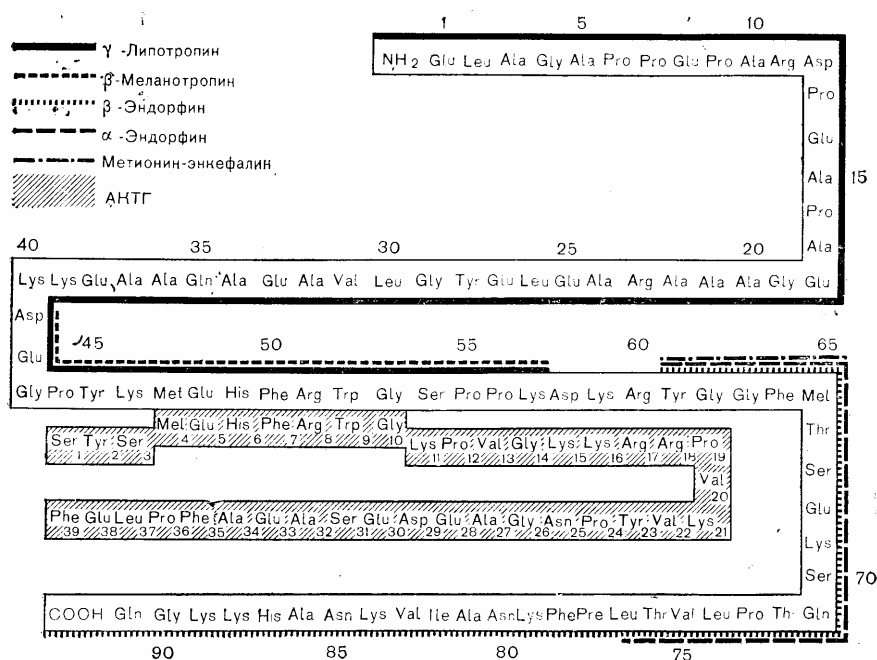 1 5 10
γ -Липотропин
β-Меланотропин
β -Эндорфин
α -Эндорфин
Метионин-энкефалин
АКТГ
NH2 Glu Leu Ala Gly Ala Pro Pro Glu Pro Ala Arg Asp
Pro
Glu
Ala 15
Pro
Ala
40 35 30 25 20
Lys Lys Glu Ala Ala Gln Ala Glu Ala Val Leu Gly Tyr Glu Leu Glu Ala Arg Ala Ala Ala Gly Glu
Asp
Glu
45 50 55 60 65
Gly Pro Tyr Lys Met Glu His Phe Arg Trp Gly Ser Pro Pro Lys Asp Lys Arg Tyr Gly Gly Phe Met
Met Glu His Phe Arg Trp Gly
4 5 6 7 8 9 10
Ser Tyr Ser
1 2 3
Lys Pro Val Gly Lys Lys Arg Arg Pro
11 12 13 14 15 16 17 18 19
Val
20
Thr
Ser
Glu
Lys
Ser
70
Phe Glu Leu Pro Phe Ala Glu Ala Ser Glu Asp Glu Ala Gly Asn Pro Tyr Val Lys
39 38 37 36 35 34 33 32 31 30 29 28 27 26 25 24 23 22 21
COOH Gln Gly Lys Lys His Ala Asn Lys Val Ile Ala Asn Lys Phe Pre Leu Thr Val Leu Pro Th Gln
90 85 80 75